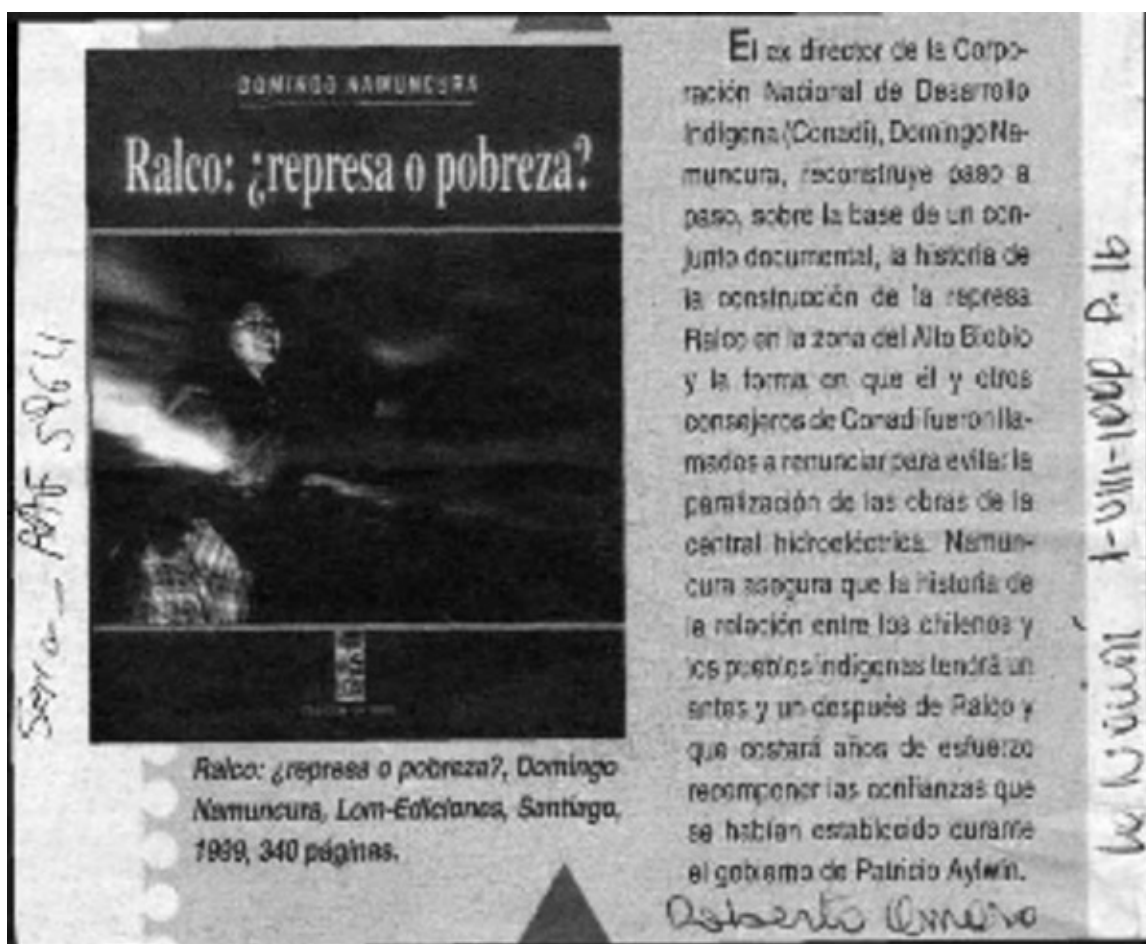 DOMINGO NAMUNCURA
Ralco: ¿represa o pobreza?
Ralco: ¿represa o pobreza?, Domingo
Namuncura, Lom-Ediciones, Santiago,
1999, 340 páginas.
El ex director de la Corpo-
ración Nacional de Desarrollo
Indígena (Conadi), Domingo Na-
muncura, reconstruye paso a
paso, sobre la base de un con-
junto documental, la historia de
la construcción de la represa
Ralco en la zona del Alto Biobío
y la forma en que él y otros
consejeros de Conadi fueron lla-
mados a renunciar para evitar la
paralización de las obras de la
central hidroeléctrica. Namun-
cura asegura que la historia de
la relación entre los chilenos y
los pueblos indígenas tendrá un
antes y un después de Ralco y
que costará años de esfuerzo
recomponer las confianzas que
se habían establecido durante
el gobierno de Patricio Aylwin.
Roberto
P. 16